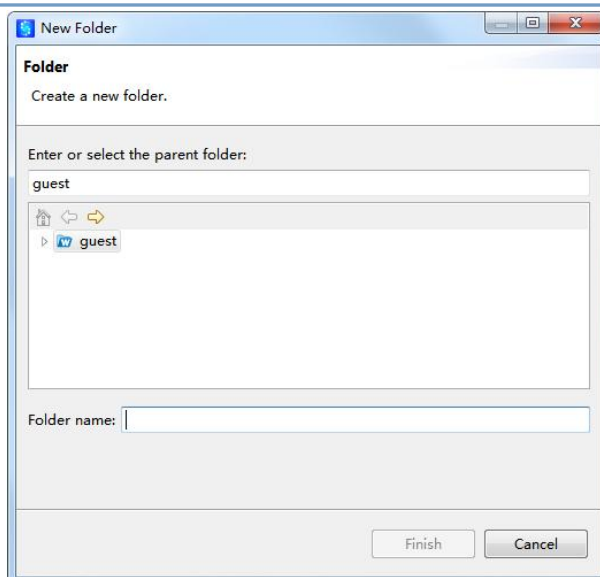 New Folder
Folder
Create a new folder.
Enter or select the parent folder:
guest
guest
Folder name:
Finish
Cancel